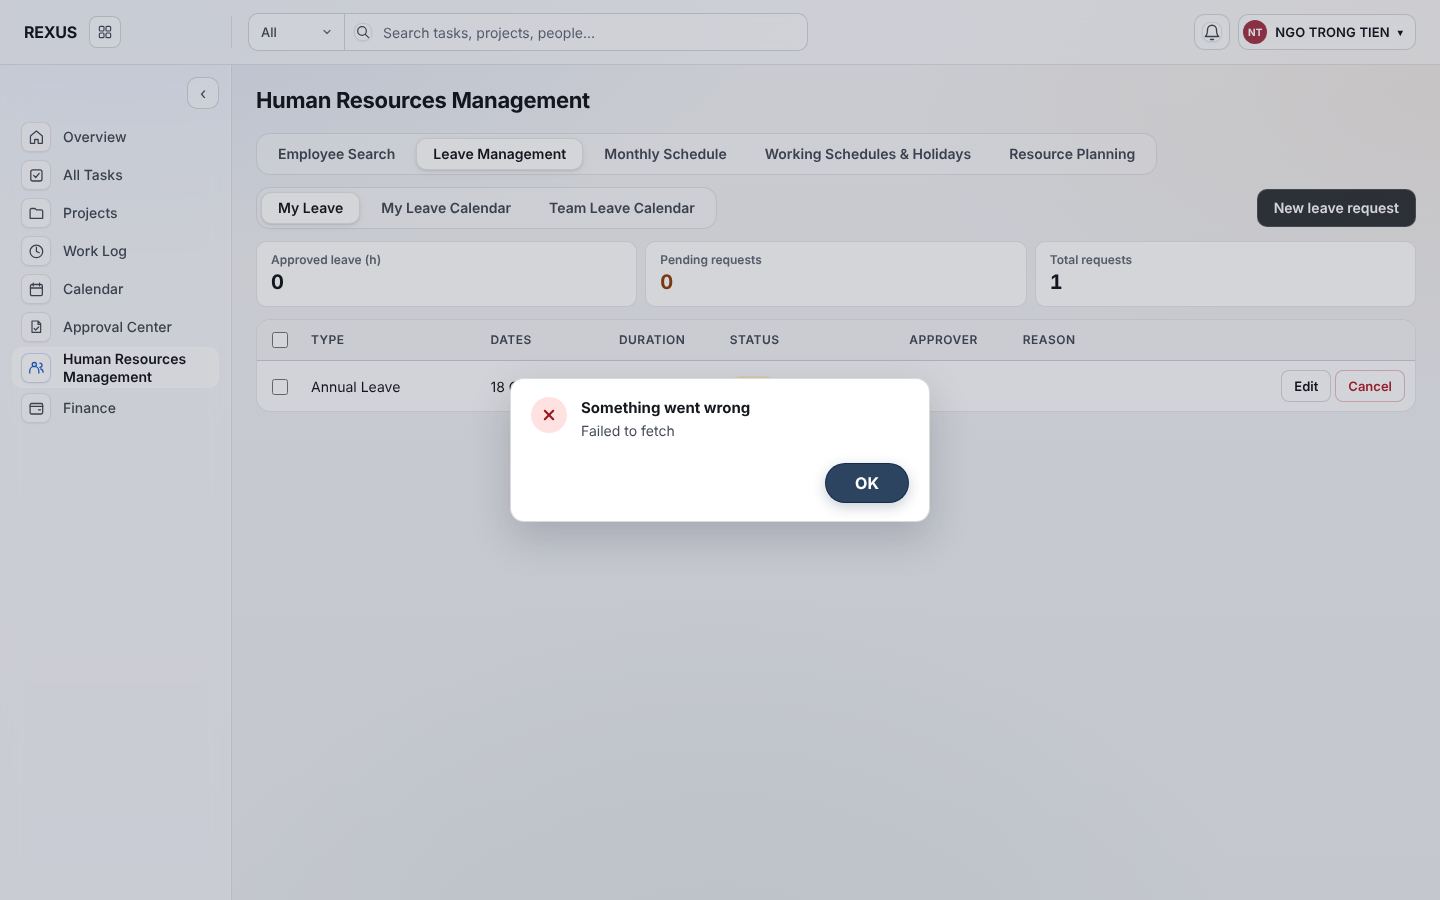 REXUS
All
Search tasks, projects, people...
NT
NGO TRONG TIEN
Overview
All Tasks
Projects
Work Log
Calendar
Approval Center
Human Resources
Management
Finance
Human Resources Management
Employee Search
Leave Management
Monthly Schedule
Working Schedules & Holidays
Resource Planning
My Leave
My Leave Calendar
Team Leave Calendar
New leave request
Approved leave (h)
0
Pending requests
0
Total requests
1
TYPE
DATES
DURATION
STATUS
APPROVER
REASON
Annual Leave
18
Edit
Cancel
Something went wrong
Failed to fetch
OK